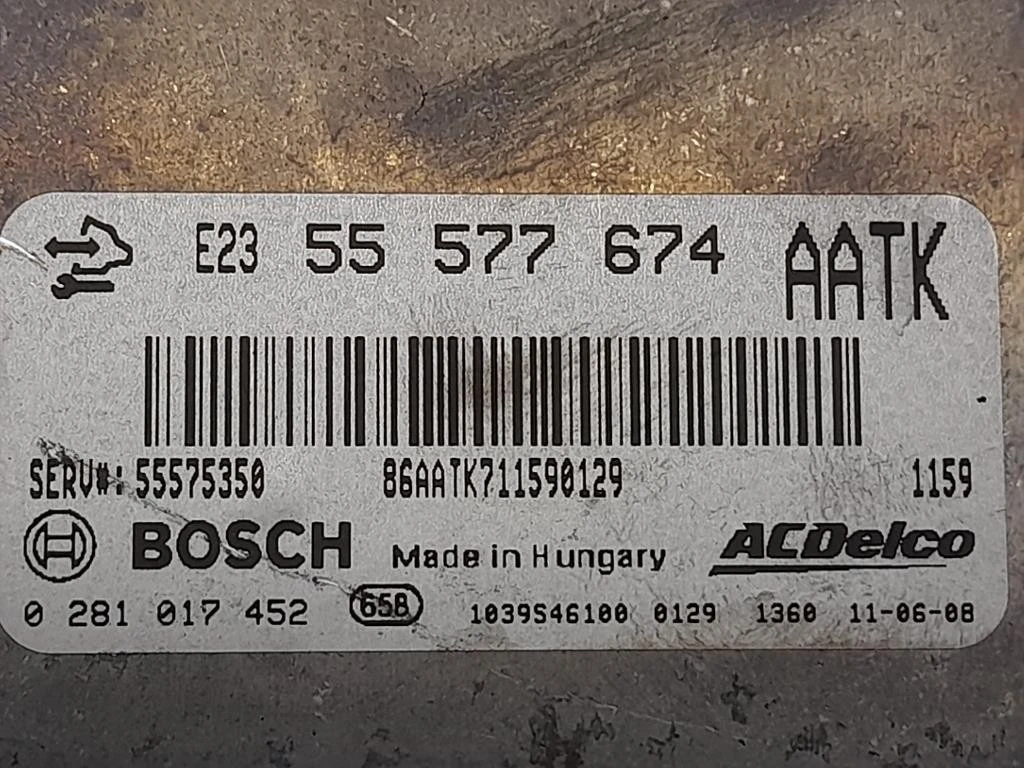 E23 55 577 674 AATK
SERV#: 55575350 86AATK711590129 1159
BOSCH Made in Hungary ACDelco
0 281 017 452 65B 1039S46100 0129 1360 11-06-08